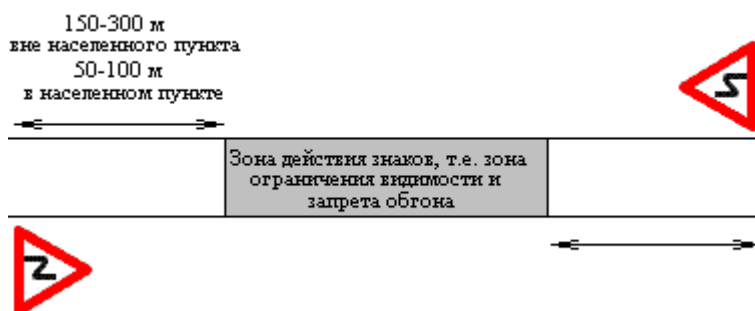 150-300 м
вне населенного пункта
50-100 м
в населенном пункте
Зона действия знаков, т.е. зона
ограничения видимости и
запрета обгона